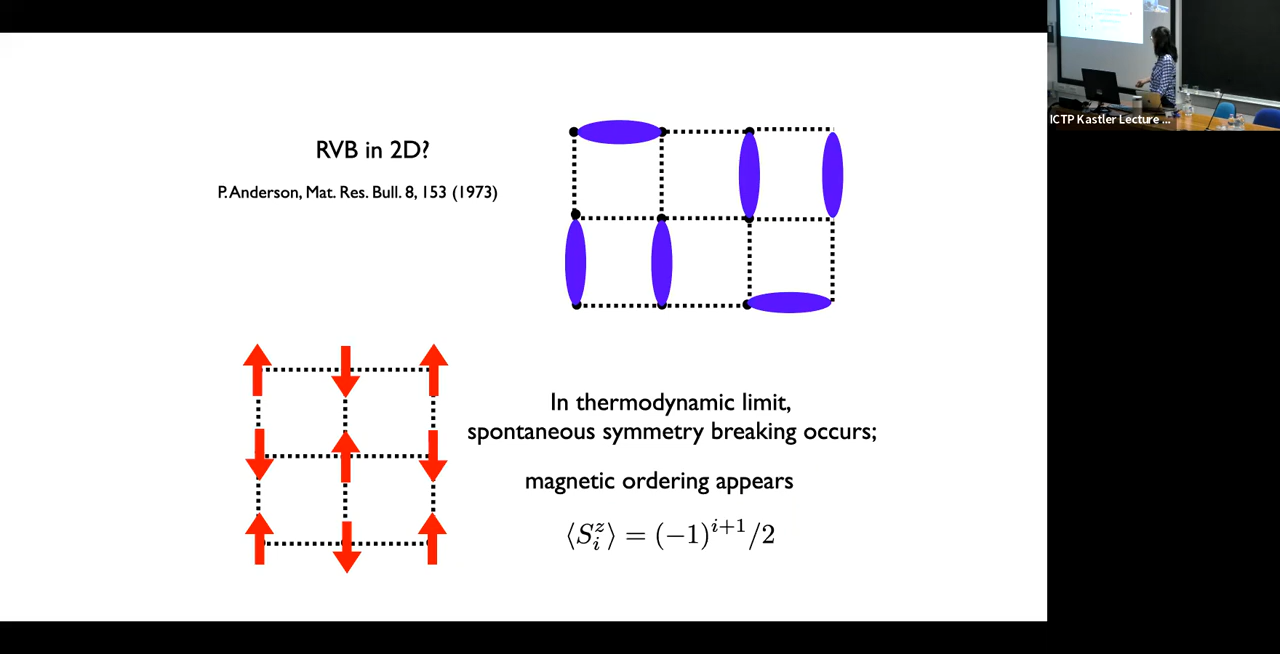 RVB in 2D?
P. Anderson, Mat. Res. Bull. 8, 153 (1973)
In thermodynamic limit,
spontaneous symmetry breaking occurs;
magnetic ordering appears
⟨S_i^z⟩ = (−1)^{i+1}/2
ICTP Kastler Lecture ...